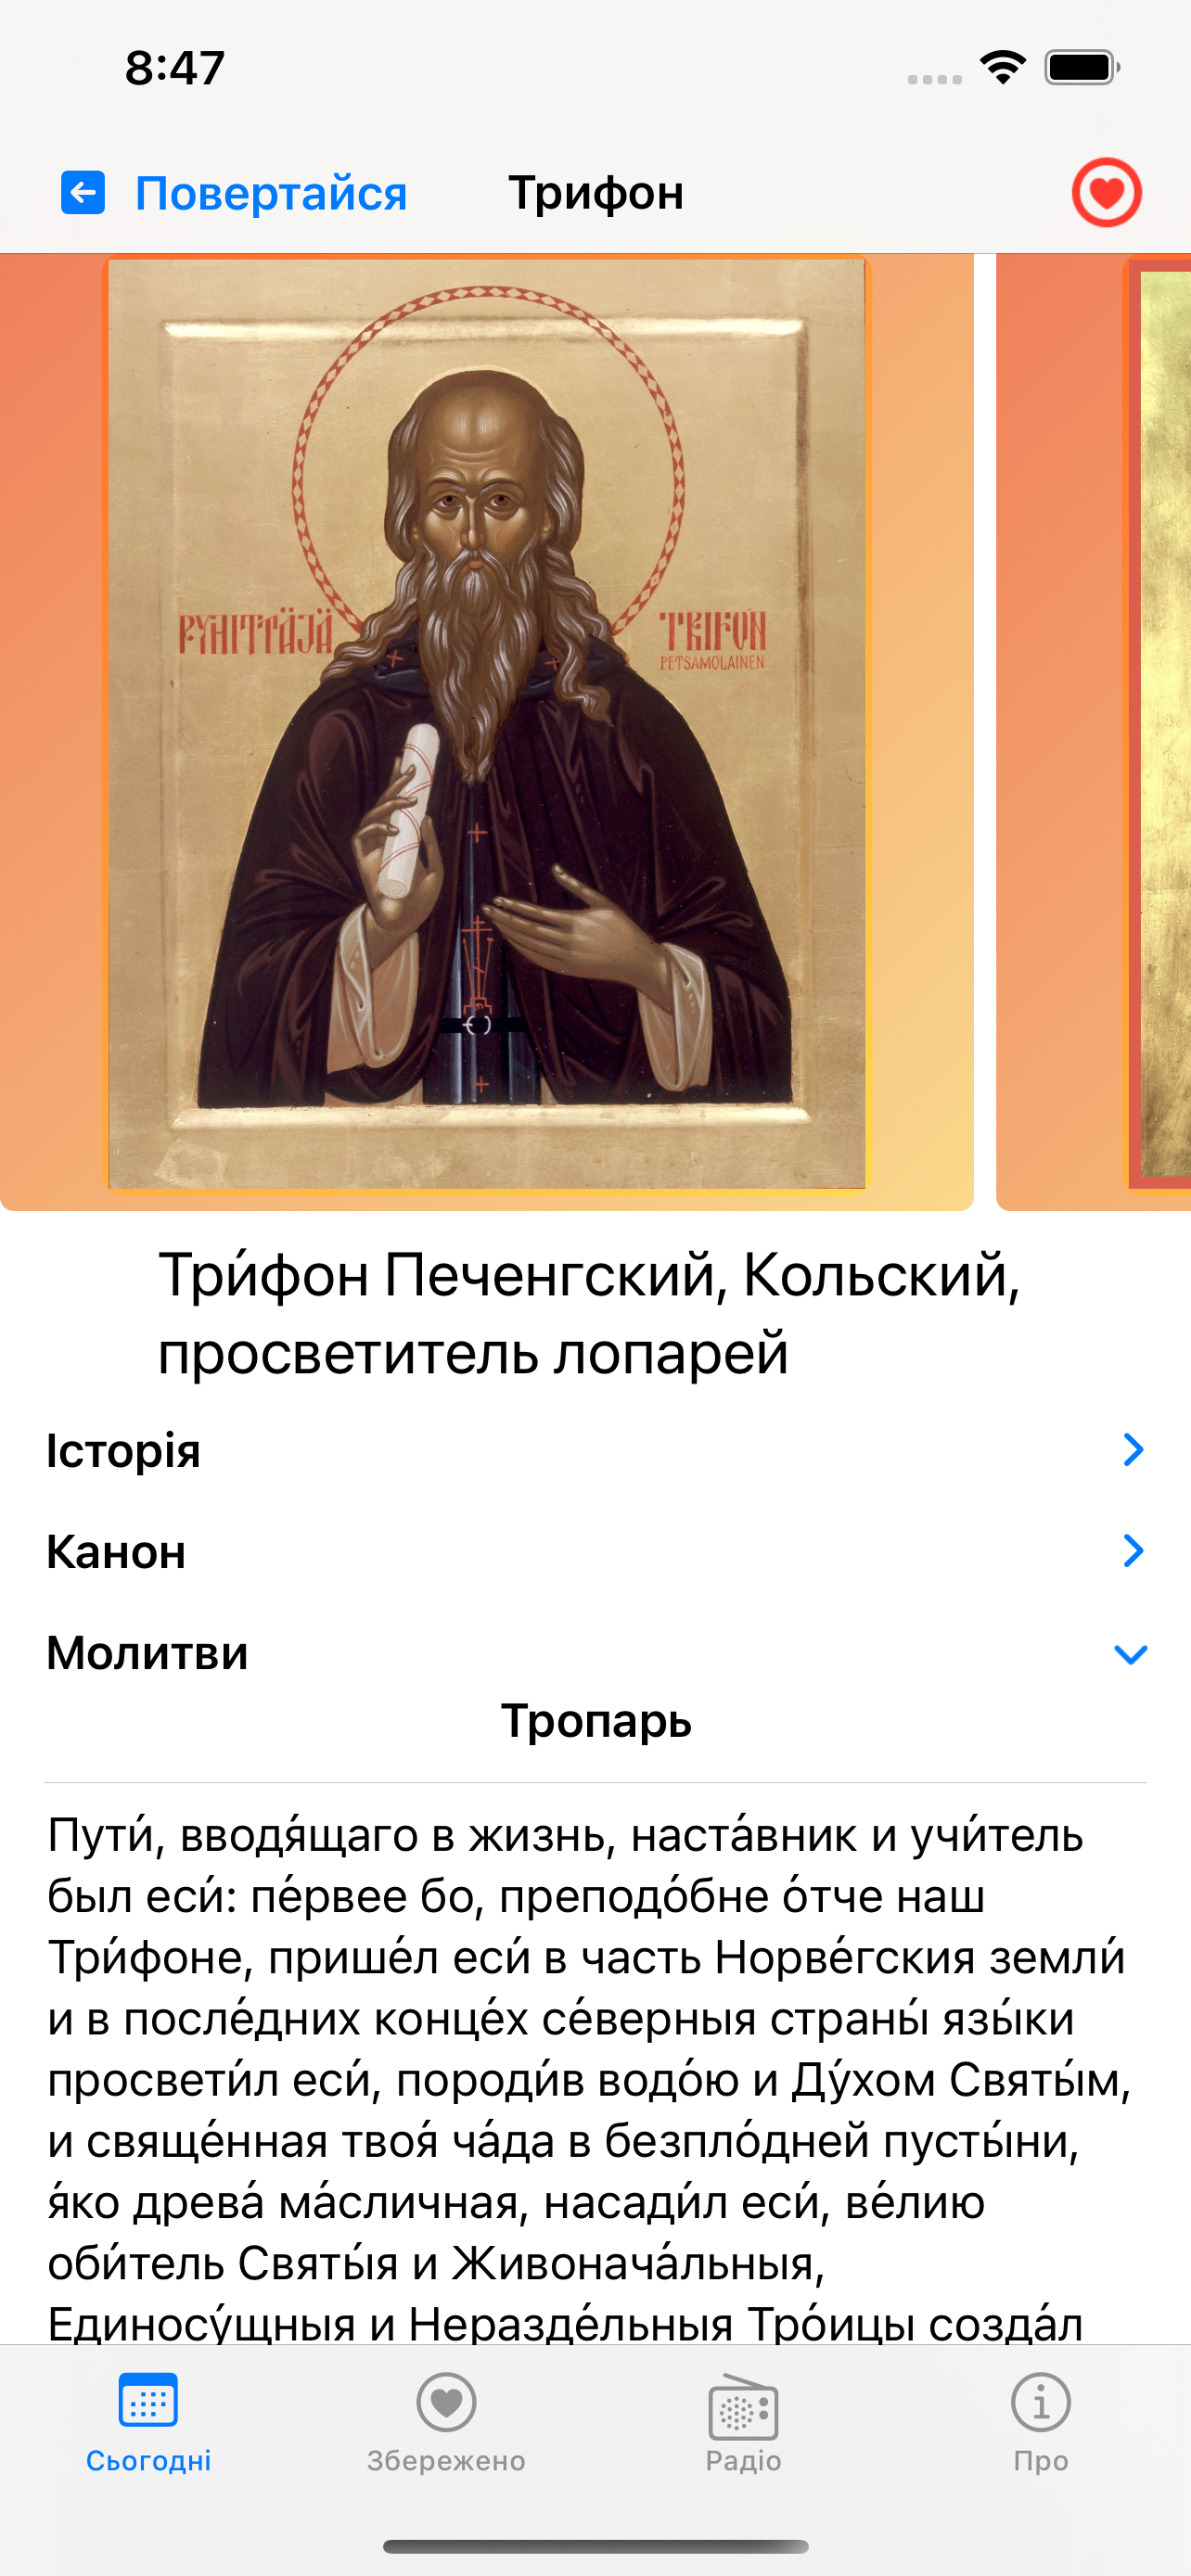 8:47
Повертайся
Трифон
PYHITTÄJÄ
TRIFON
PETSAMOLAINEN
Три́фон Печенгский, Кольский,
просветитель лопарей
Історія
Канон
Молитви
Тропарь
Пути́, вводя́щаго в жизнь, наста́вник и учи́тель
был еси́: пе́рвее бо, преподо́бне о́тче наш
Три́фоне, прише́л еси́ в часть Норве́гския земли́
и в после́дних конце́х се́верныя страны́ язы́ки
просвети́л еси́, породи́в водо́ю и Ду́хом Святы́м,
и свяще́нная твоя́ ча́да в безпло́дней пусты́ни,
я́ко древа́ ма́сличная, насади́л еси́, ве́лию
оби́тель Святы́я и Живонача́льныя,
Единосу́щныя и Неразде́льныя Тро́ицы созда́л
Сьогодні
Збережено
Радіо
Про